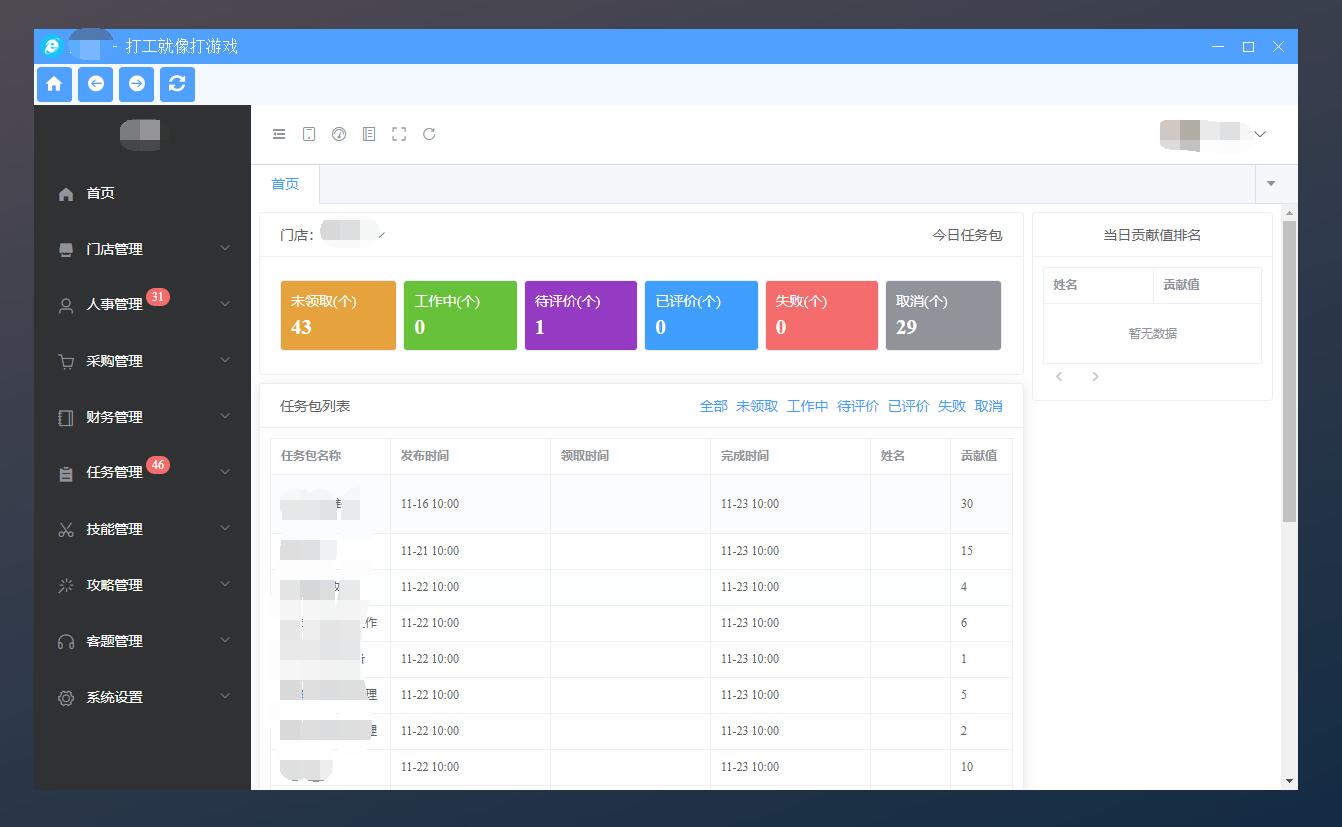 - 打工就像打游戏
首页
门店管理
人事管理 31
采购管理
财务管理
任务管理 46
技能管理
攻略管理
客题管理
系统设置
首页
门店: 今日任务包
未领取(个) 工作中(个) 待评价(个) 已评价(个) 失败(个) 取消(个)
43 0 1 0 0 29
当日贡献值排名
姓名 贡献值
暂无数据
任务包列表 全部 未领取 工作中 待评价 已评价 失败 取消
任务包名称 发布时间 领取时间 完成时间 姓名 贡献值
11-16 10:00 11-23 10:00 30
11-21 10:00 11-23 10:00 15
11-22 10:00 11-23 10:00 4
作 11-22 10:00 11-23 10:00 6
11-22 10:00 11-23 10:00 1
理 11-22 10:00 11-23 10:00 5
理 11-22 10:00 11-23 10:00 2
11-22 10:00 11-23 10:00 10